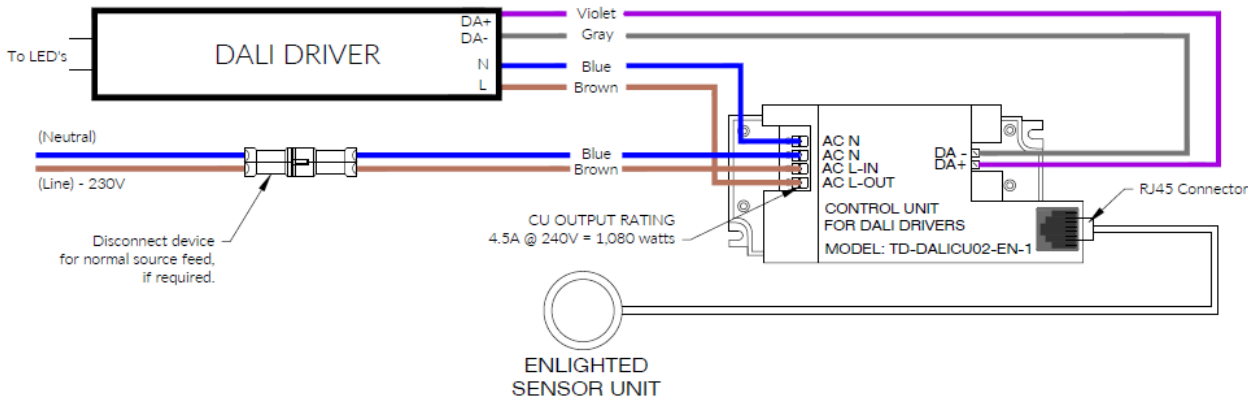 Violet
DA+
Gray
DA-
To LED's
DALI DRIVER
Blue
N
Brown
L
(Neutral)
Blue
Brown
(Line) - 230V
AC N
AC N
AC L-IN
AC L-OUT
DA -
DA+
RJ45 Connector
CU OUTPUT RATING
4.5A @ 240V = 1,080 watts
CONTROL UNIT
FOR DALI DRIVERS
MODEL: TD-DALICU02-EN-1
Disconnect device
for normal source feed,
if required.
ENLIGHTED
SENSOR UNIT